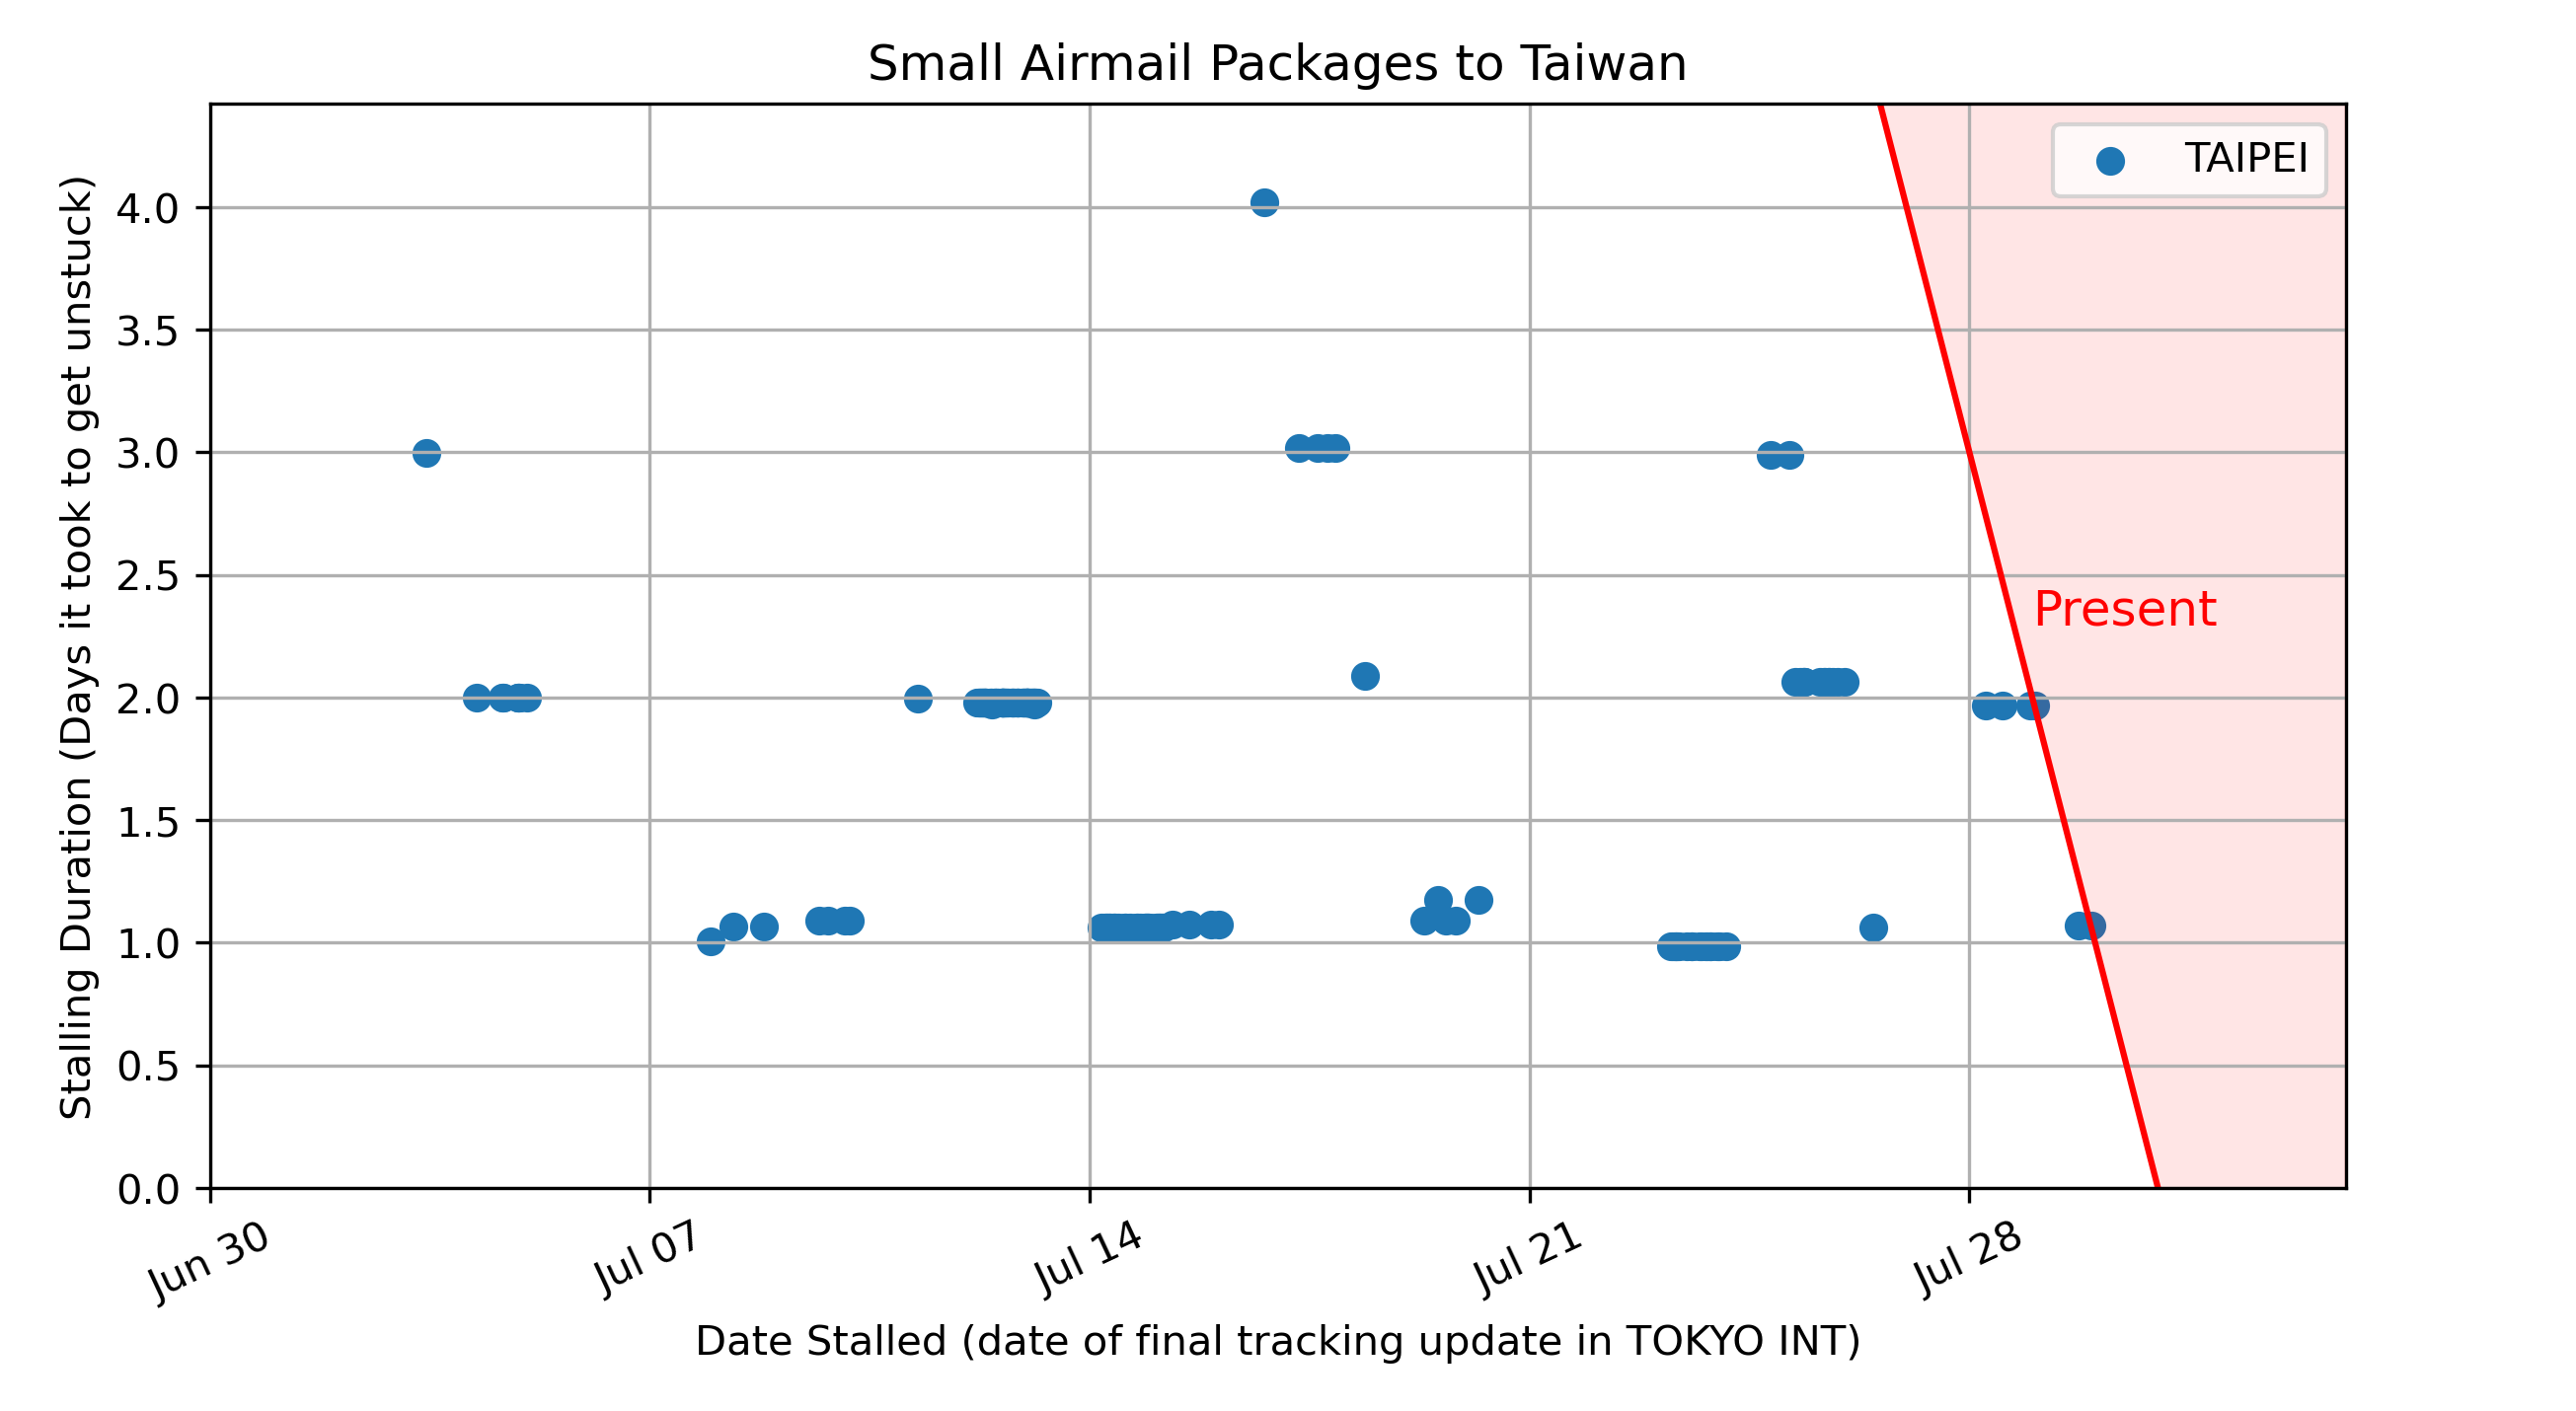 Small Airmail Packages to Taiwan
TAIPEI
Stalling Duration (Days it took to get unstuck)
4.0
3.5
3.0
2.5
2.0
1.5
1.0
0.5
0.0
Present
Jun 30
Jul 07
Jul 14
Jul 21
Jul 28
Date Stalled (date of final tracking update in TOKYO INT)